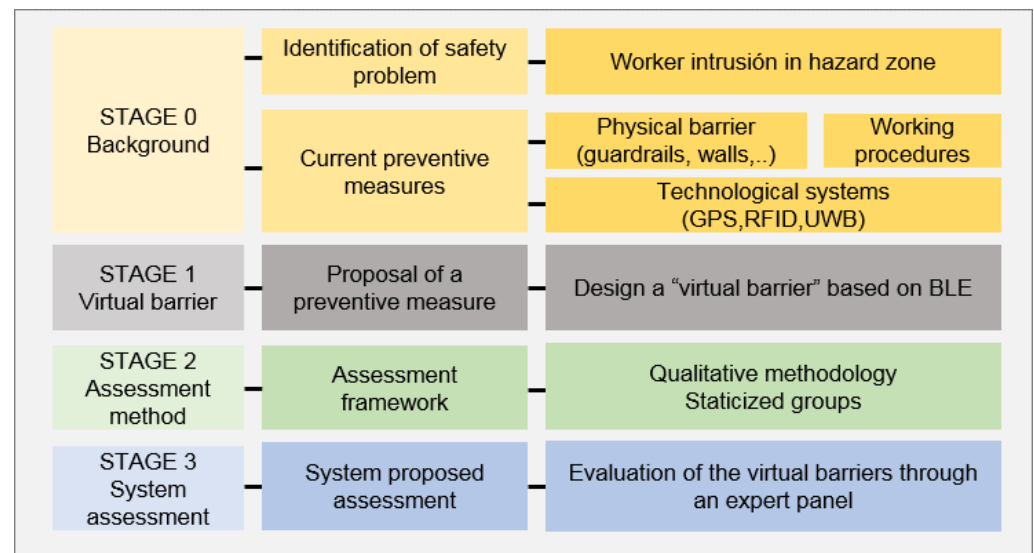 STAGE 0
Background
Identification of safety
problem
Worker intrusión in hazard zone
Current preventive
measures
Physical barrier
(guardrails, walls,..)
Working
procedures
Technological systems
(GPS,RFID,UWB)
STAGE 1
Virtual barrier
Proposal of a
preventive measure
Design a “virtual barrier” based on BLE
STAGE 2
Assessment
method
Assessment
framework
Qualitative methodology
Staticized groups
STAGE 3
System
assessment
System proposed
assessment
Evaluation of the virtual barriers through
an expert panel